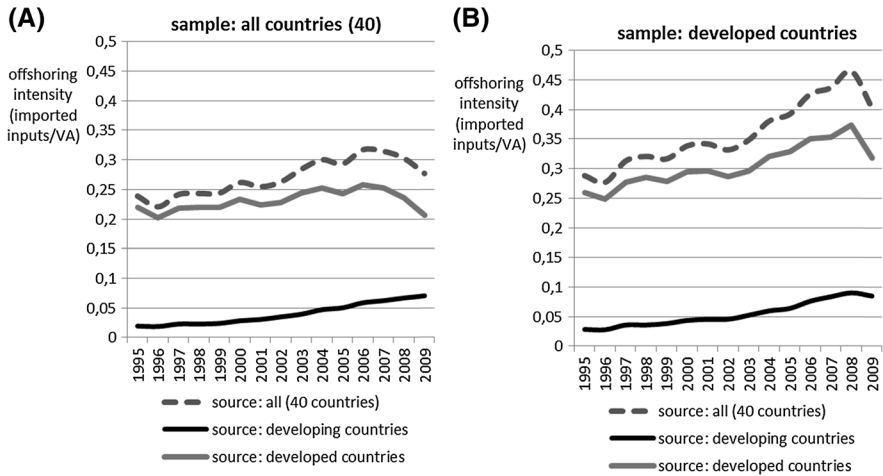 (A)
sample: all countries (40)
offshoring
intensity
(imported
inputs/VA)
0,5
0,45
0,4
0,35
0,3
0,25
0,2
0,15
0,1
0,05
0
1995
1996
1997
1998
1999
2000
2001
2002
2003
2004
2005
2006
2007
2008
2009
source: all (40 countries)
source: developing countries
source: developed countries
(B)
sample: developed countries
offshoring
intensity
(imported
inputs/VA)
0,5
0,45
0,4
0,35
0,3
0,25
0,2
0,15
0,1
0,05
0
1995
1996
1997
1998
1999
2000
2001
2002
2003
2004
2005
2006
2007
2008
2009
source: all (40 countries)
source: developing countries
source: developed countries